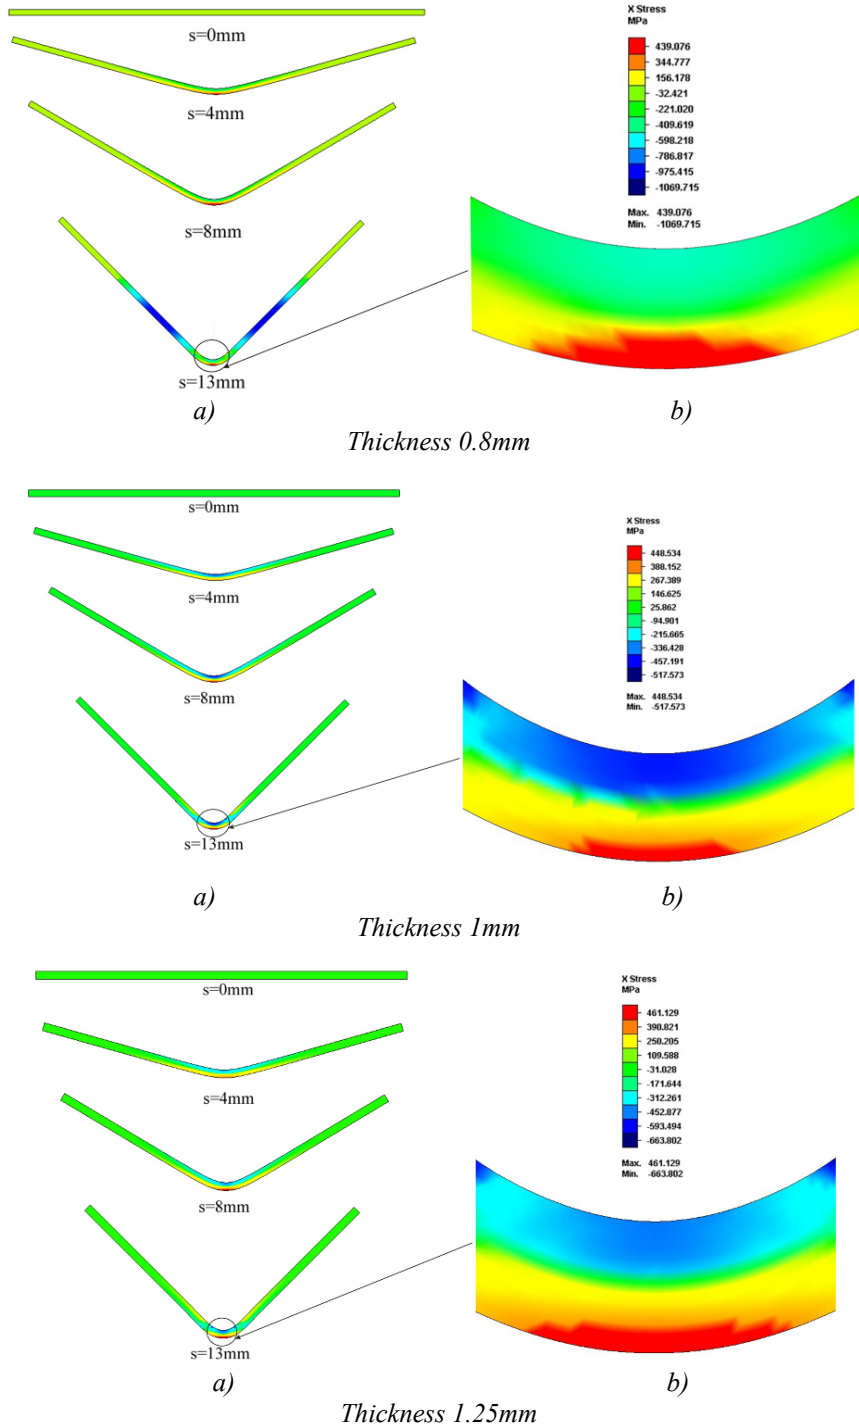 s=0mm
s=4mm
s=8mm
s=13mm
a)
X Stress
MPa
439.076
344.777
156.178
-32.421
-221.020
-409.619
-598.218
-786.817
-975.415
-1069.715
Max. 439.076
Min. -1069.715
b)
Thickness 0.8mm
s=0mm
s=4mm
s=8mm
s=13mm
a)
X Stress
MPa
448.534
388.152
267.389
146.625
25.862
-94.901
-215.665
-336.428
-457.191
-517.573
Max. 448.534
Min. -517.573
b)
Thickness 1mm
s=0mm
s=4mm
s=8mm
s=13mm
a)
X Stress
MPa
461.129
390.821
250.205
109.588
-31.028
-171.644
-312.261
-452.877
-593.494
-663.802
Max. 461.129
Min. -663.802
b)
Thickness 1.25mm